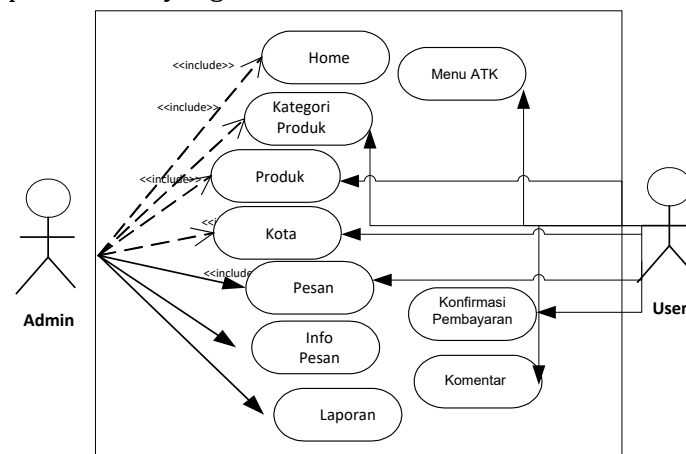 <<include>>
Home
Menu ATK
<<include>>
Kategori
Produk
<<include>>
Produk
Kota
<<include
Pesan
Admin
Konfirmasi
Pembayaran
User
Info
Pesan
Komentar
Laporan